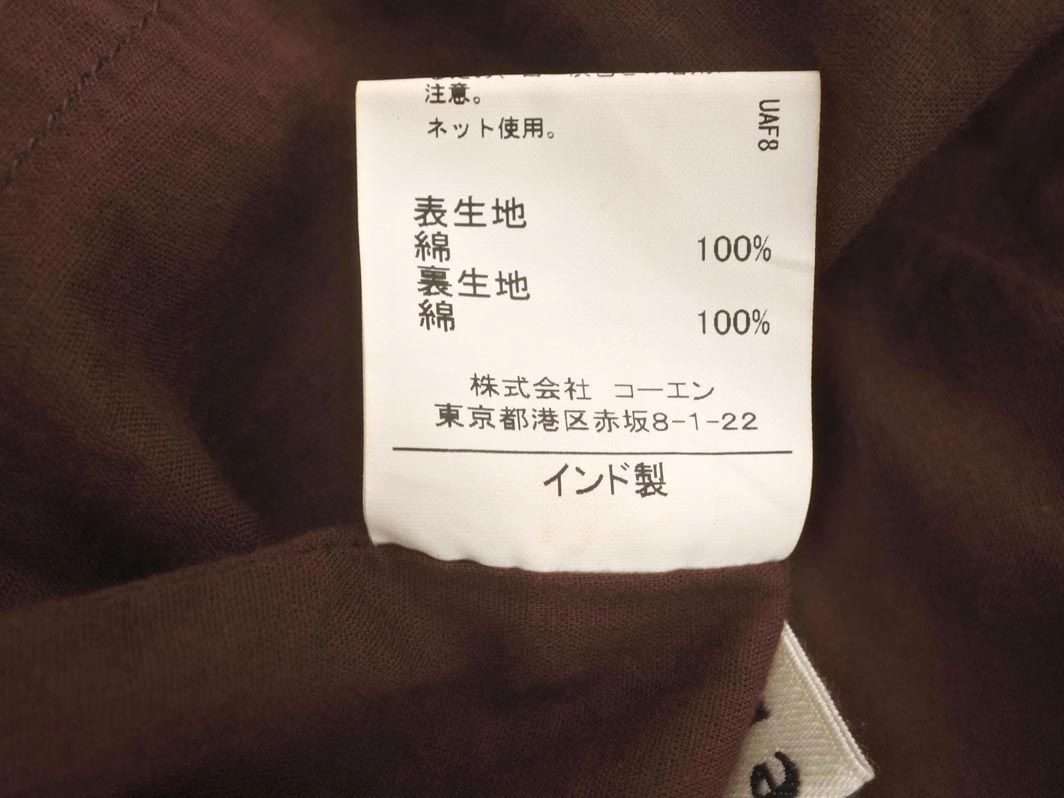 注意。
ネット使用。
UAF8
表生地
綿 100%
裏生地
綿 100%
株式会社 コーエン
東京都港区赤坂8-1-22
インド製
a